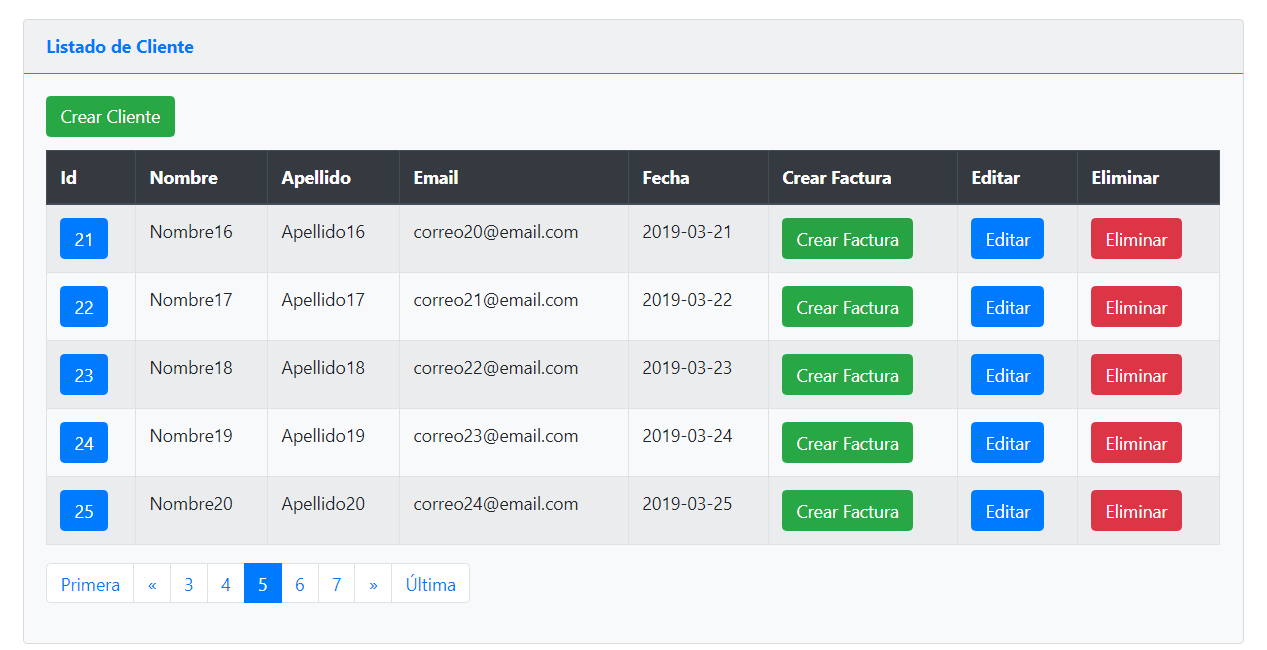 Listado de Cliente
Crear Cliente
Id Nombre Apellido Email Fecha Crear Factura Editar Eliminar
21 Nombre16 Apellido16 correo20@email.com 2019-03-21 Crear Factura Editar Eliminar
22 Nombre17 Apellido17 correo21@email.com 2019-03-22 Crear Factura Editar Eliminar
23 Nombre18 Apellido18 correo22@email.com 2019-03-23 Crear Factura Editar Eliminar
24 Nombre19 Apellido19 correo23@email.com 2019-03-24 Crear Factura Editar Eliminar
25 Nombre20 Apellido20 correo24@email.com 2019-03-25 Crear Factura Editar Eliminar
Primera « 3 4 5 6 7 » Última